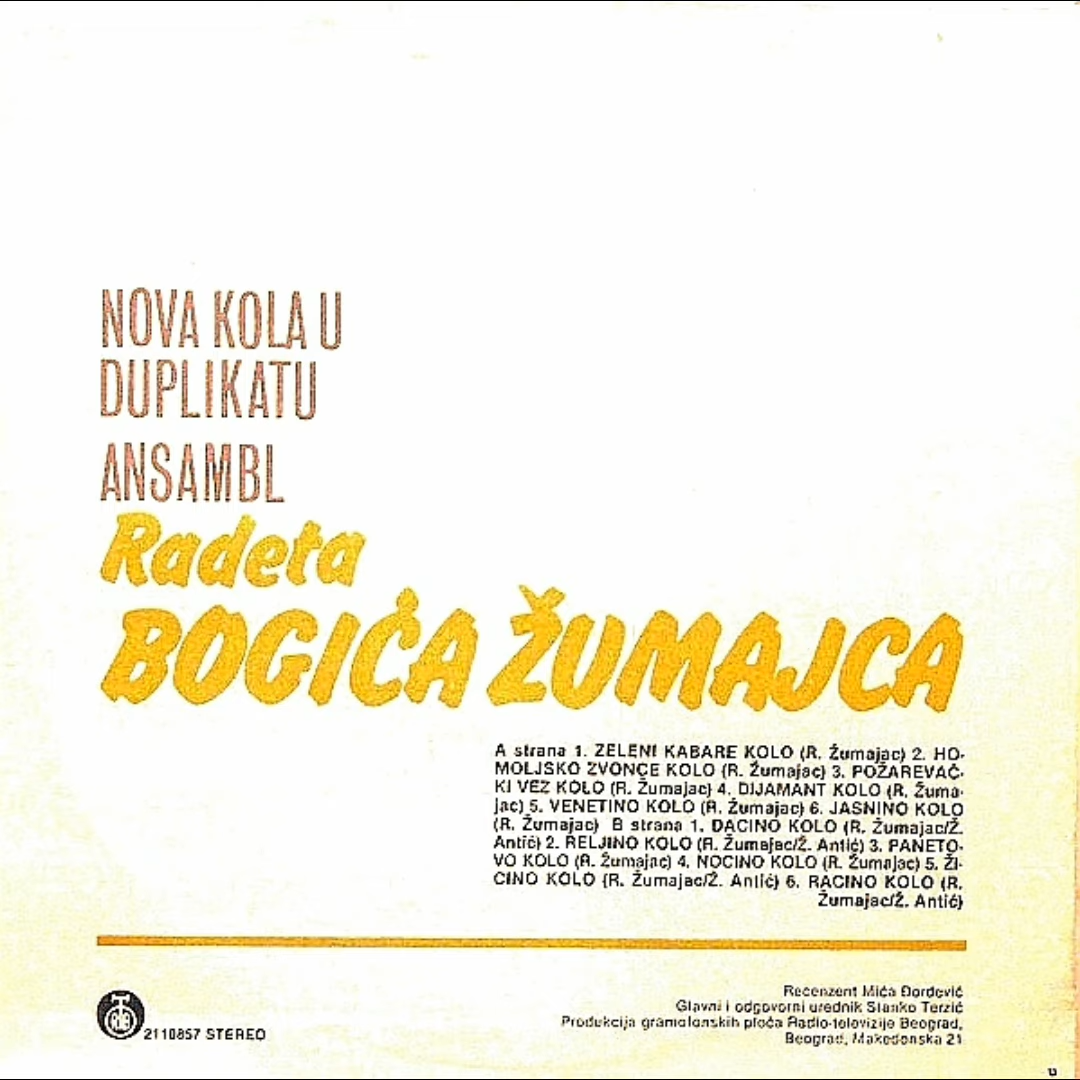 NOVA KOLA U
DUPLIKATU
ANSAMBL
Radeta
BOGIĆA ŽUMAJCA
A strana 1. ZELENI KABARE KOLO (R. Žumajac) 2. HO-
MOLJSKO ZVONCE KOLO (R. Žumajac) 3. POŽAREVAČ-
KI VEZ KOLO (R. Žumajac) 4. DIJAMANT KOLO (R. Žuma-
jac) 5. VENETINO KOLO (R. Žumajac) 6. JASNINO KOLO
(R. Žumajac) B strana 1. DACINO KOLO (R. Žumajac/Ž.
Antić) 2. RELJINO KOLO (R. Žumajac/Ž. Antić) 3. PANETO-
VO KOLO (R. Žumajac) 4. NOCINO KOLO (R. Žumajac) 5. ŽI-
CINO KOLO (R. Žumajac/Ž. Antić) 6. RACINO KOLO (R.
Žumajac/Ž. Antić)
Recenzent Mića Đorđević
Glavni i odgovorni urednik Stanko Terzić
Produkcija gramofonskih ploča Radio-televizije Beograd,
Beograd, Makedonska 21
RTB
2110857 STEREO